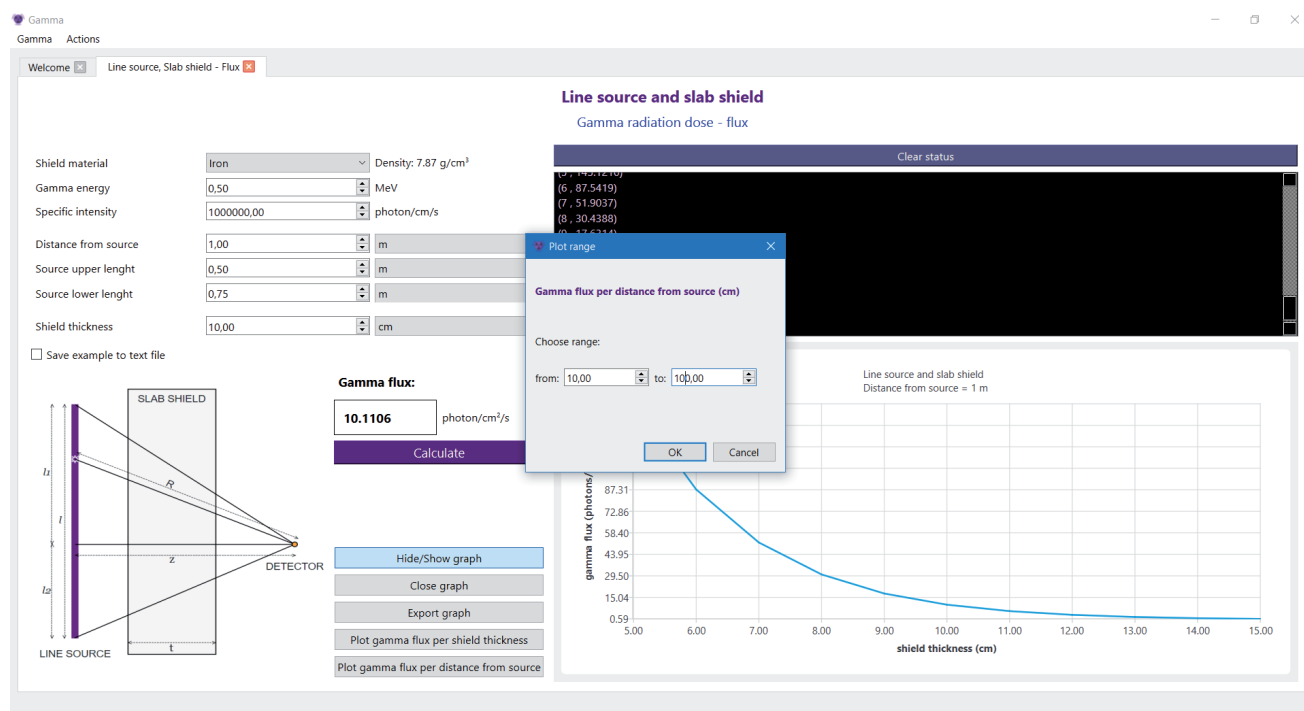 Gamma
Gamma Actions
Welcome Line source, Slab shield - Flux
Line source and slab shield
Gamma radiation dose - flux
Shield material Iron Density: 7.87 g/cm³
Gamma energy 0,50 MeV
Specific intensity 1000000,00 photon/cm/s
Distance from source 1,00 m
Source upper lenght 0,50 m
Source lower lenght 0,75 m
Shield thickness 10,00 cm
Save example to text file
SLAB SHIELD
l1
R
l
z
l2
t
DETECTOR
LINE SOURCE
Gamma flux:
10.1106 photon/cm²/s
Calculate
Hide/Show graph
Close graph
Export graph
Plot gamma flux per shield thickness
Plot gamma flux per distance from source
Clear status
(6 , 87.5419)
(7 , 51.9037)
(8 , 30.4388)
Plot range
Gamma flux per distance from source (cm)
Choose range:
from: 10,00 to: 100,00
OK Cancel
Line source and slab shield
Distance from source = 1 m
gamma flux (photons/
87.31
72.86
58.40
43.95
29.50
15.04
0.59
5.00 6.00 7.00 8.00 9.00 10.00 11.00 12.00 13.00 14.00 15.00
shield thickness (cm)